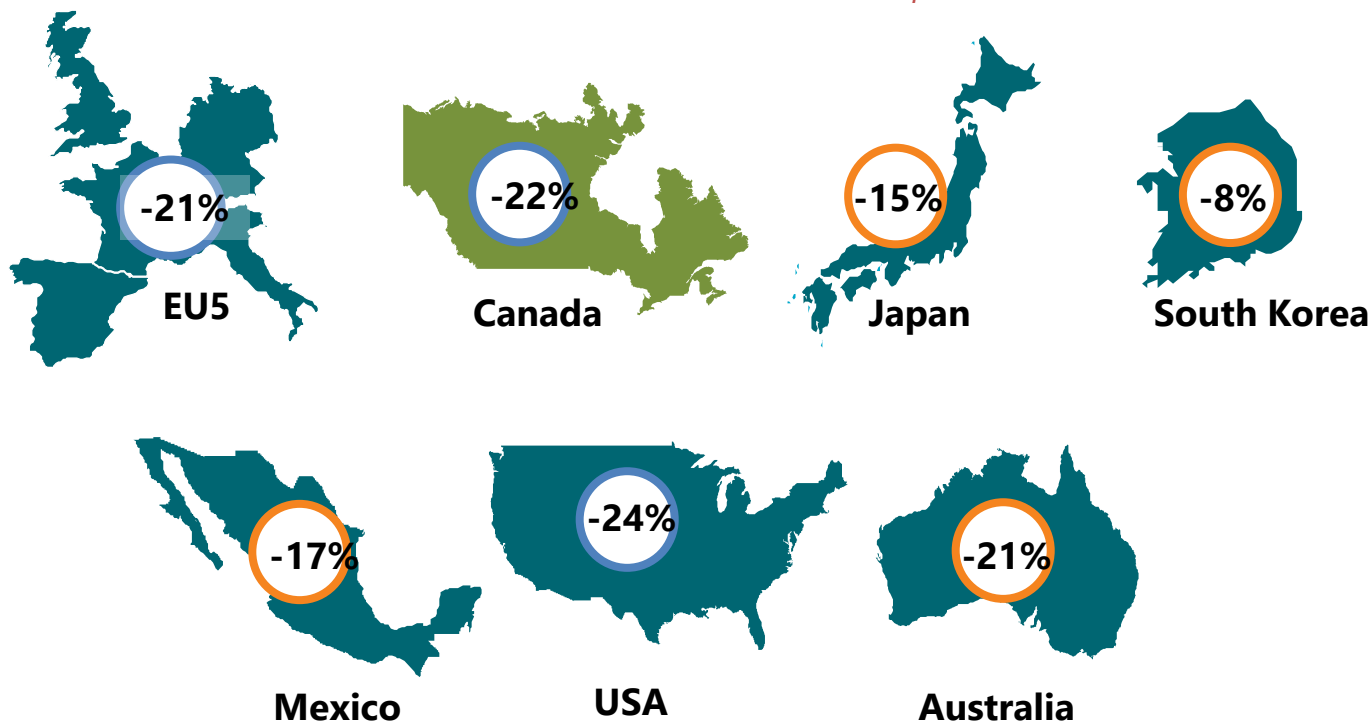 -21%
EU5
-22%
Canada
-15%
Japan
-8%
South Korea
-17%
Mexico
-24%
USA
-21%
Australia